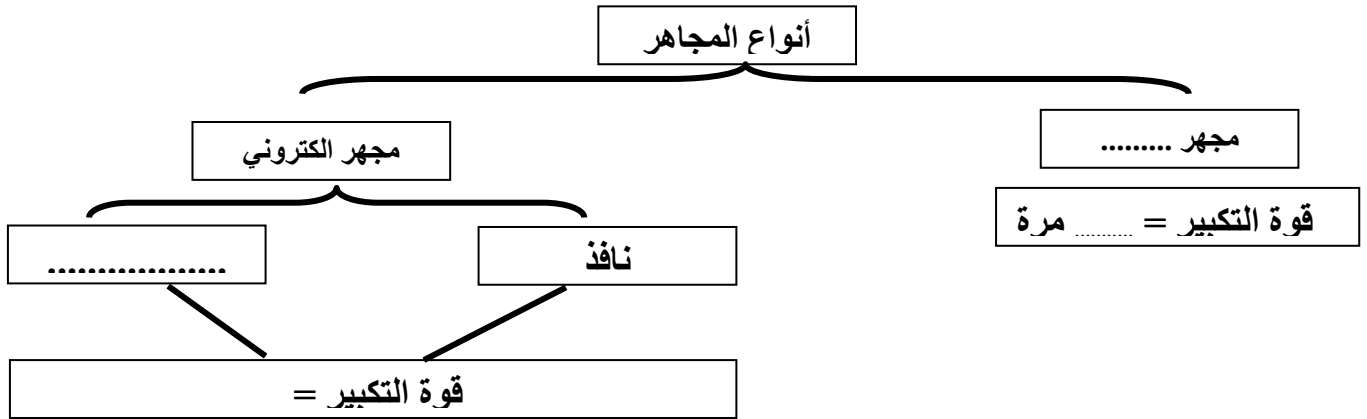 أنواع المجاهر
مجهر .........
مجهر الكتروني
قوة التكبير = .......... مرة
نافذ
..................
قوة التكبير =